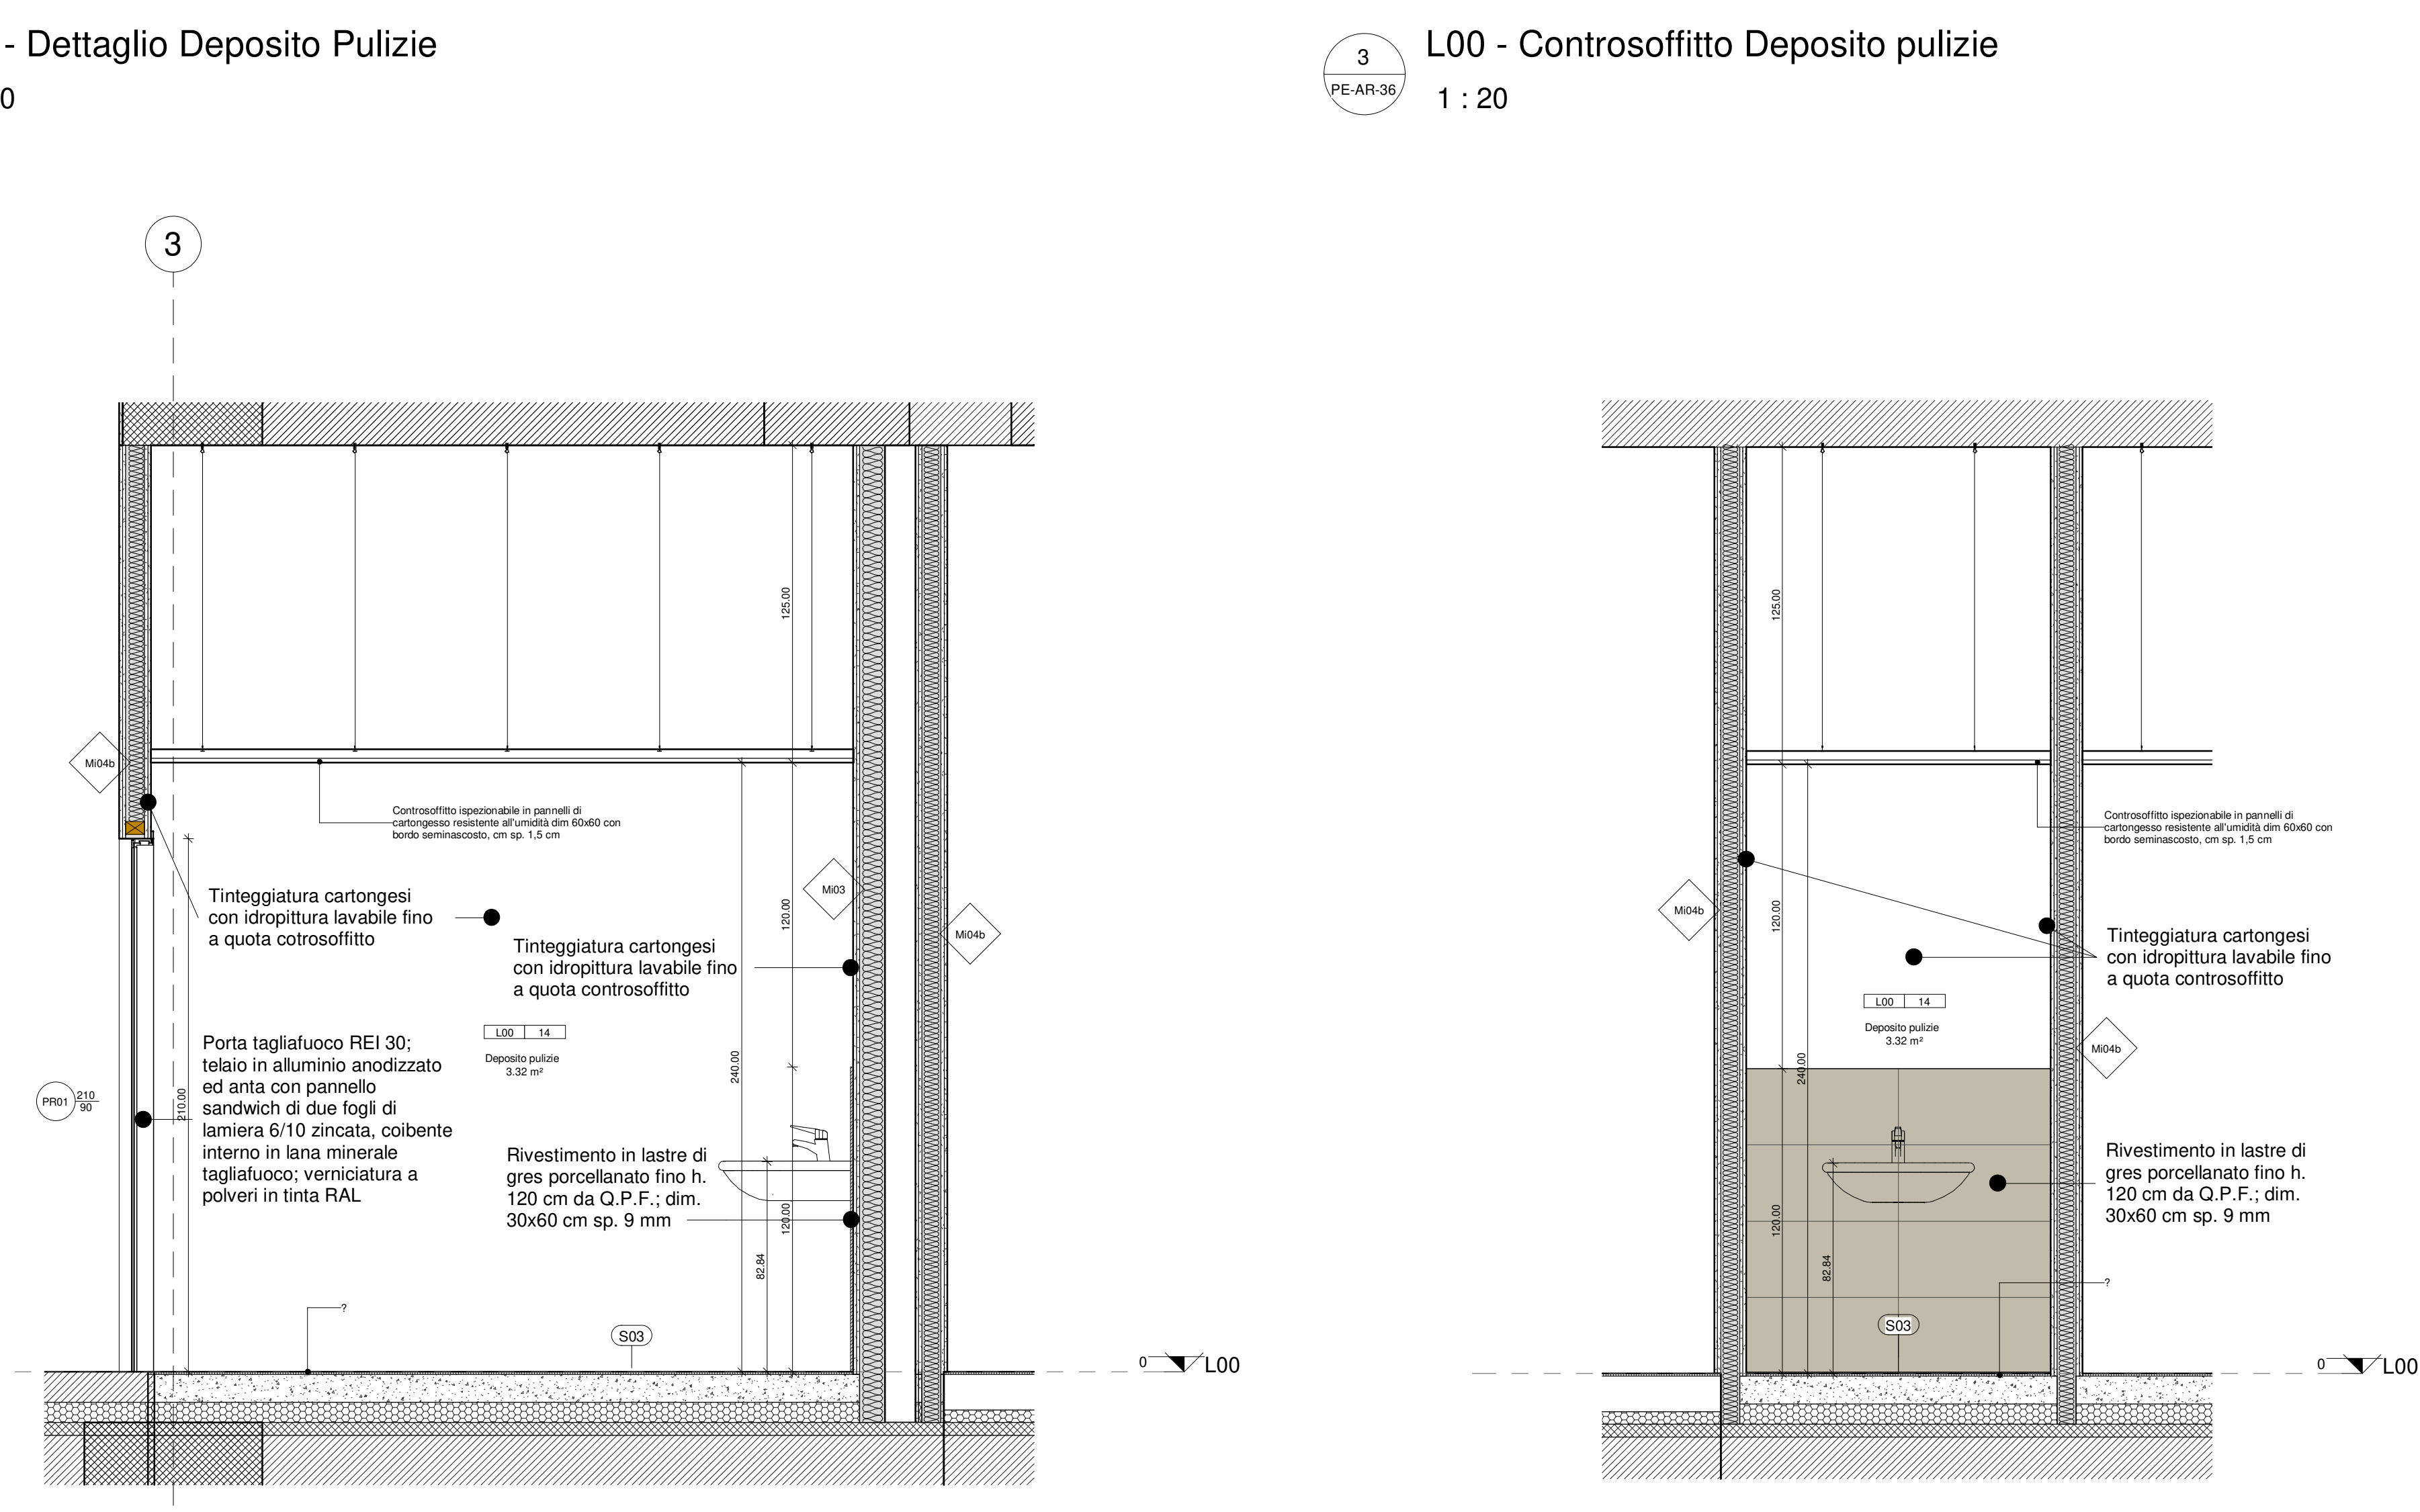 - Dettaglio Deposito Pulizie
0
3
PE-AR-36
L00 - Controsoffitto Deposito pulizie
1 : 20
3
125.00
Mi04b
Controsoffitto ispezionabile in pannelli di
cartongesso resistente all'umidità dim 60x60 con
bordo seminascosto, cm sp. 1,5 cm
Mi03
Tinteggiatura cartongesi
con idropittura lavabile fino
a quota cotrosoffitto
120.00
Mi04b
Tinteggiatura cartongesi
con idropittura lavabile fino
a quota controsoffitto
L00 14
Deposito pulizie
3.32 m²
240.00
Porta tagliafuoco REI 30;
telaio in alluminio anodizzato
ed anta con pannello
sandwich di due fogli di
lamiera 6/10 zincata, coibente
interno in lana minerale
tagliafuoco; verniciatura a
polveri in tinta RAL
PR01
210
90
210.00
Rivestimento in lastre di
gres porcellanato fino h.
120 cm da Q.P.F.; dim.
30x60 cm sp. 9 mm
120.00
82.84
?
S03
0
L00
125.00
Controsoffitto ispezionabile in pannelli di
cartongesso resistente all'umidità dim 60x60 con
bordo seminascosto, cm sp. 1,5 cm
Mi04b
120.00
Tinteggiatura cartongesi
con idropittura lavabile fino
a quota controsoffitto
L00 14
Deposito pulizie
3.32 m²
Mi04b
240.00
Rivestimento in lastre di
gres porcellanato fino h.
120 cm da Q.P.F.; dim.
30x60 cm sp. 9 mm
120.00
82.84
?
S03
0
L00